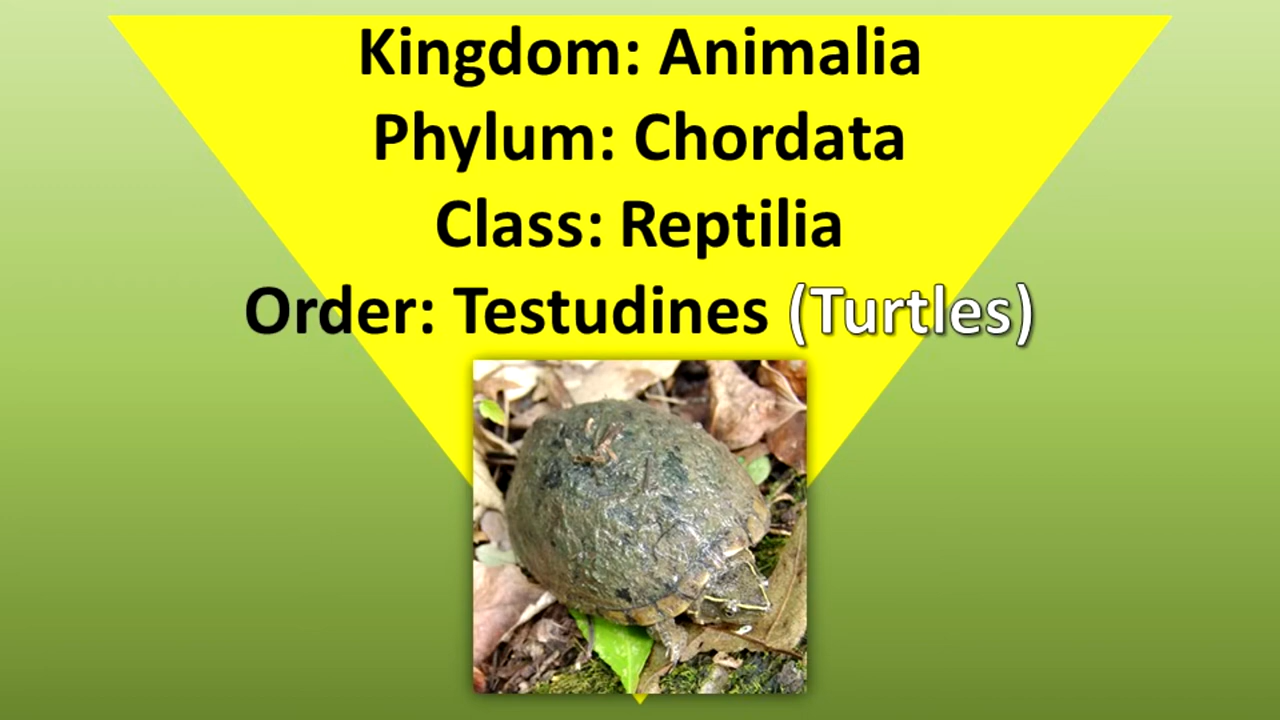 Kingdom: Animalia
Phylum: Chordata
Class: Reptilia
Order: Testudines (Turtles)